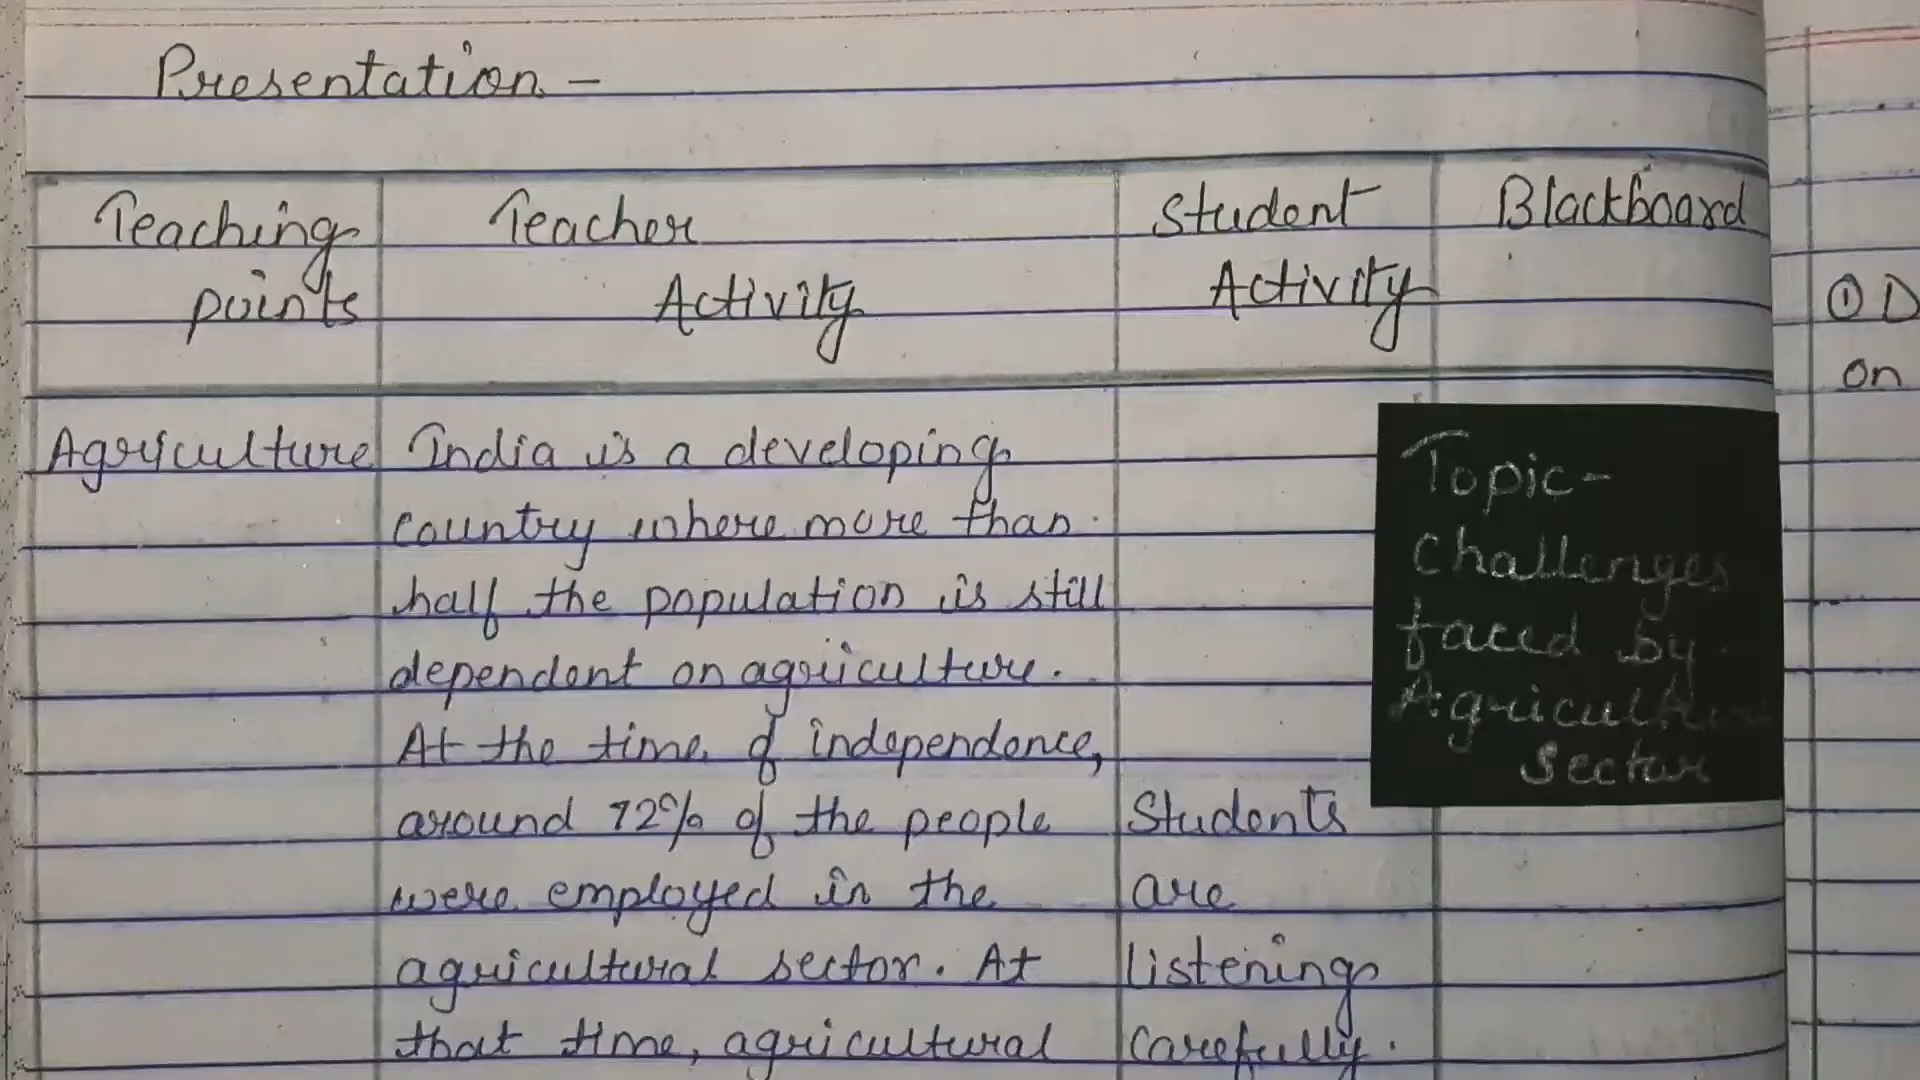 Presentation -
Teaching points
Teacher Activity
Student Activity
Blackboard
Agriculture
India is a developing
country where more than
half the population is still
dependent on agriculture.
At the time of independence,
around 72% of the people
were employed in the
agricultural sector. At
that time, agricultural
Students
are
listening
carefully.
Topic-
Challenges
faced by
Agriculture
Sector
① D
on